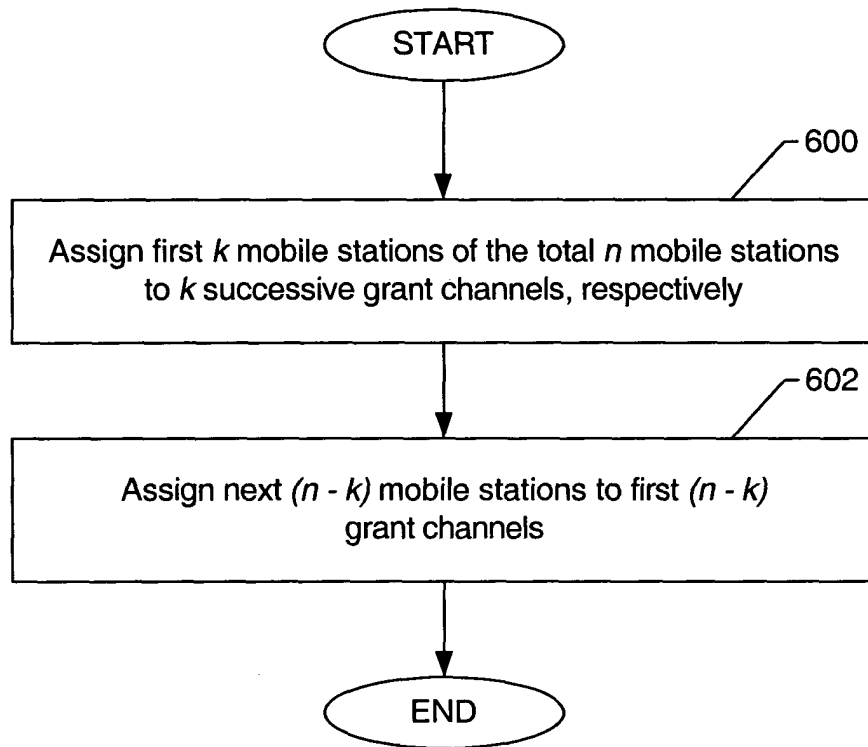 START
600
Assign first k mobile stations of the total n mobile stations
to k successive grant channels, respectively
602
Assign next (n - k) mobile stations to first (n - k)
grant channels
END